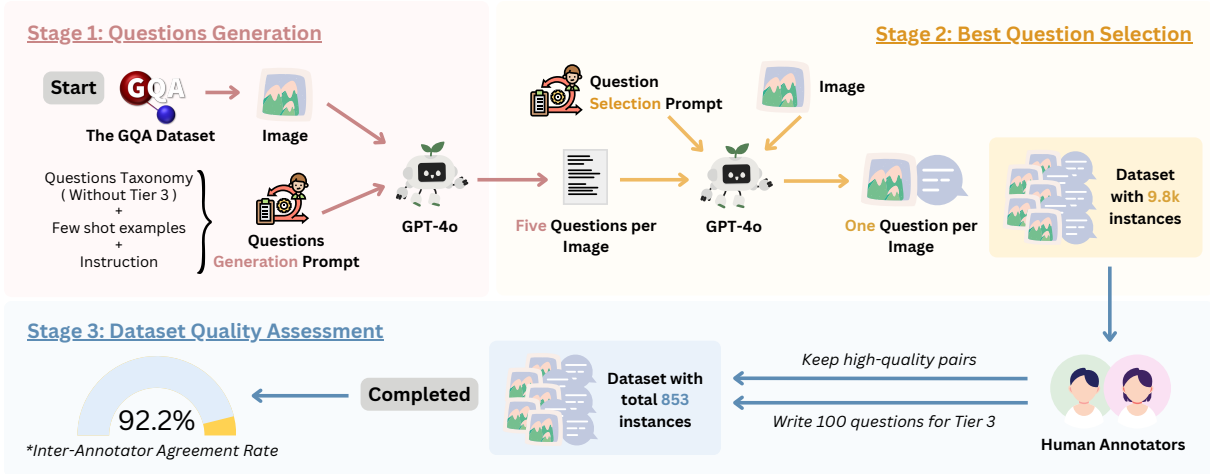 Stage 1: Questions Generation
Start
GQA
The GQA Dataset
Image
Questions Taxonomy
( Without Tier 3 )
+
Few shot examples
+
Instruction
Questions
Generation Prompt
GPT-4o
Five Questions per
Image
Stage 2: Best Question Selection
Question
Selection Prompt
Image
GPT-4o
One Question per
Image
Dataset
with 9.8k
instances
Stage 3: Dataset Quality Assessment
92.2%
*Inter-Annotator Agreement Rate
Completed
Dataset with
total 853
instances
Keep high-quality pairs
Write 100 questions for Tier 3
Human Annotators